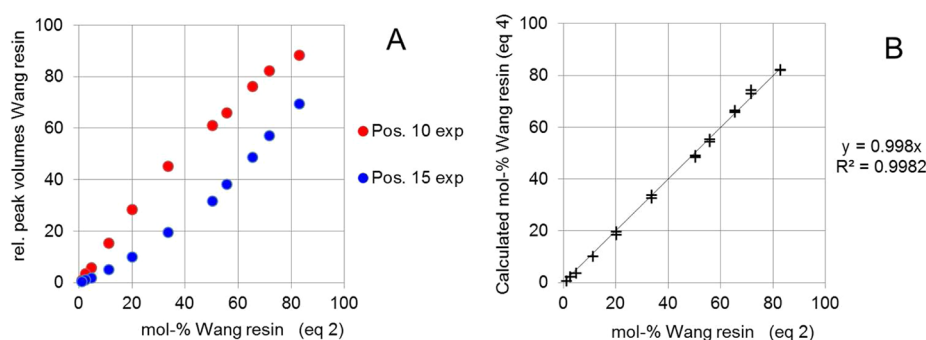 A
rel. peak volumes Wang resin
100
80
60
40
20
0
0 20 40 60 80 100
mol-% Wang resin (eq 2)
Pos. 10 exp
Pos. 15 exp
B
Calculated mol-% Wang resin (eq 4)
100
80
60
40
20
0
0 20 40 60 80 100
mol-% Wang resin (eq 2)
y = 0.998x
R² = 0.9982